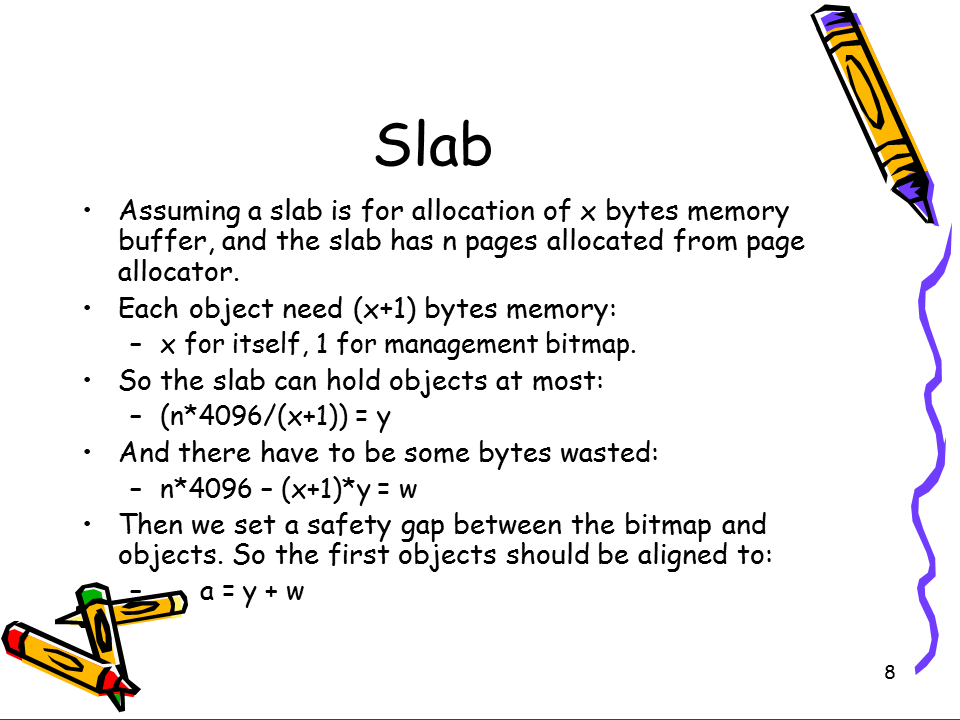 Slab
• Assuming a slab is for allocation of x bytes memory
buffer, and the slab has n pages allocated from page
allocator.
• Each object need (x+1) bytes memory:
– x for itself, 1 for management bitmap.
• So the slab can hold objects at most:
– (n*4096/(x+1)) = y
• And there have to be some bytes wasted:
– n*4096 – (x+1)*y = w
• Then we set a safety gap between the bitmap and
objects. So the first objects should be aligned to:
– a = y + w
8